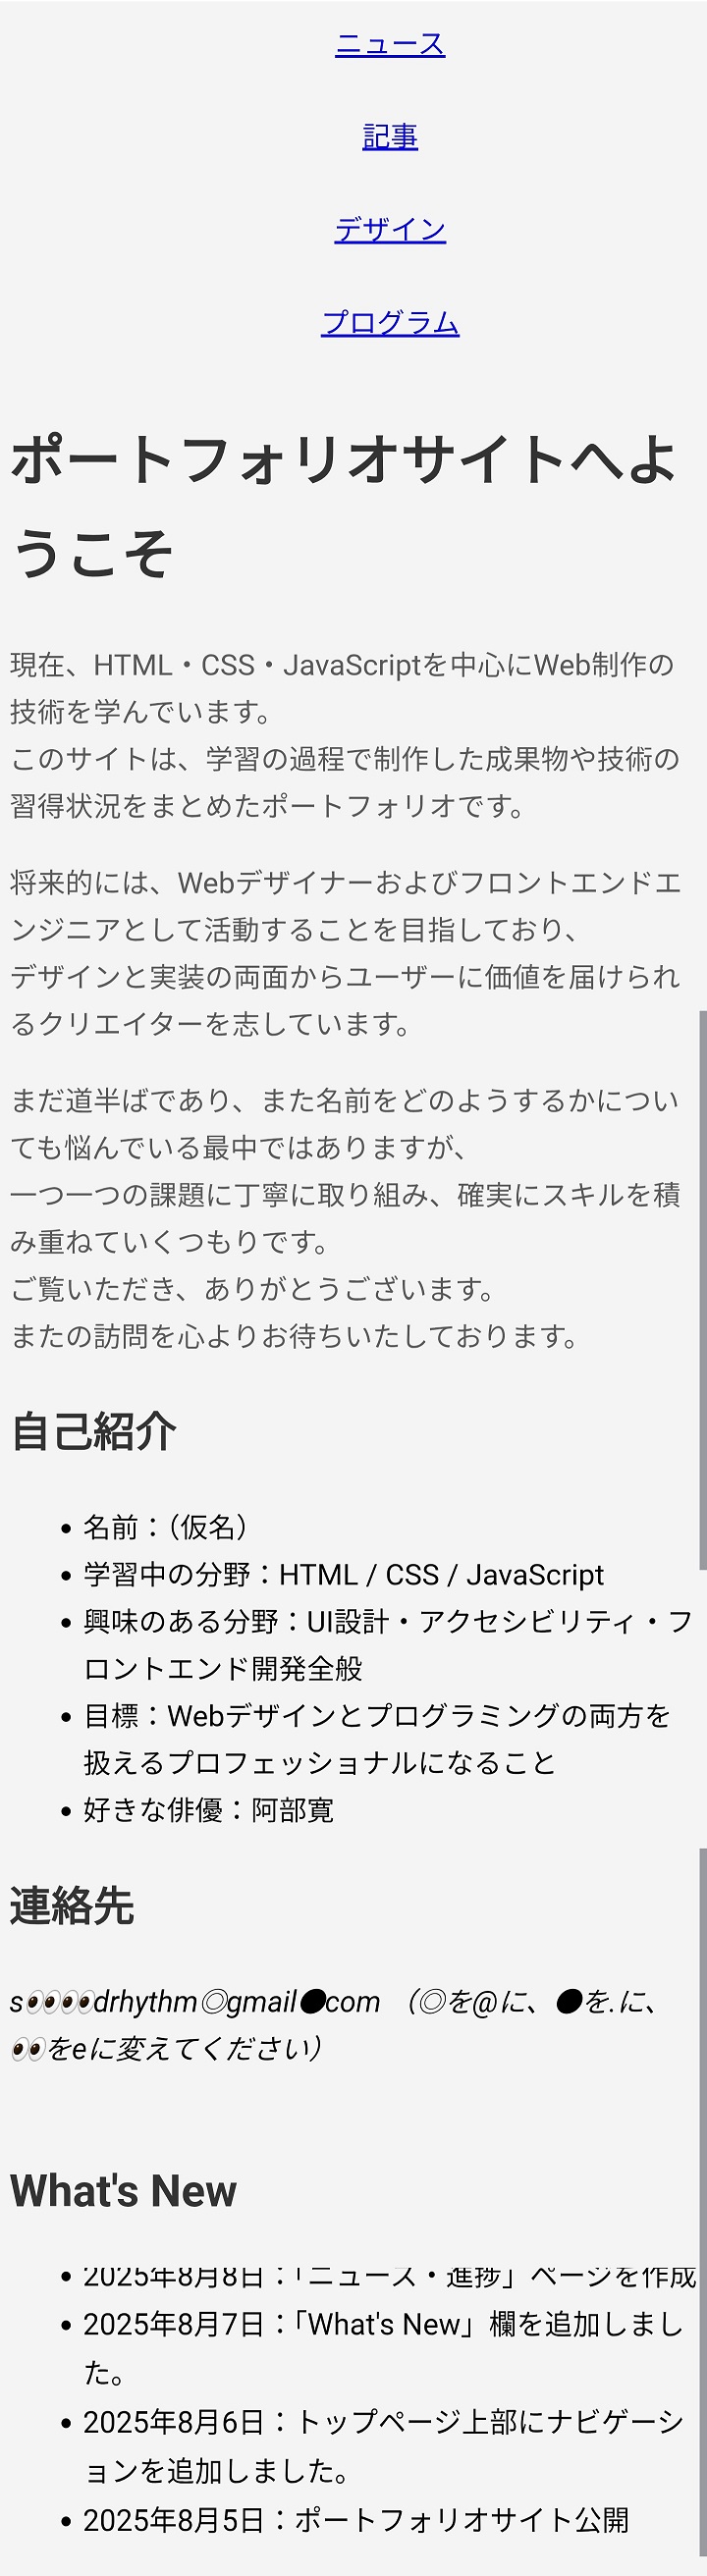 ニュース
記事
デザイン
プログラム
ポートフォリオサイトへよ
うこそ
現在、HTML・CSS・JavaScriptを中心にWeb制作の
技術を学んでいます。
このサイトは、学習の過程で制作した成果物や技術の
習得状況をまとめたポートフォリオです。
将来的には、Webデザイナーおよびフロントエンドエ
ンジニアとして活動することを目指しており、
デザインと実装の両面からユーザーに価値を届けられ
るクリエイターを志しています。
まだ道半ばであり、また名前をどのようするかについ
ても悩んでいる最中ではありますが、
一つ一つの課題に丁寧に取り組み、確実にスキルを積
み重ねていくつもりです。
ご覧いただき、ありがとうございます。
またの訪問を心よりお待ちいたしております。
自己紹介
• 名前：（仮名）
• 学習中の分野：HTML / CSS / JavaScript
• 興味のある分野：UI設計・アクセシビリティ・フ
ロントエンド開発全般
• 目標：Webデザインとプログラミングの両方を
扱えるプロフェッショナルになること
• 好きな俳優：阿部寛
連絡先
s👀👀drhythm◎gmail●com （◎を@に、●を.に、
👀をeに変えてください）
What's New
• 2025年8月8日：「ニュース・進捗」ページを作成
• 2025年8月7日：「What's New」欄を追加しまし
た。
• 2025年8月6日：トップページ上部にナビゲーシ
ョンを追加しました。
• 2025年8月5日：ポートフォリオサイト公開